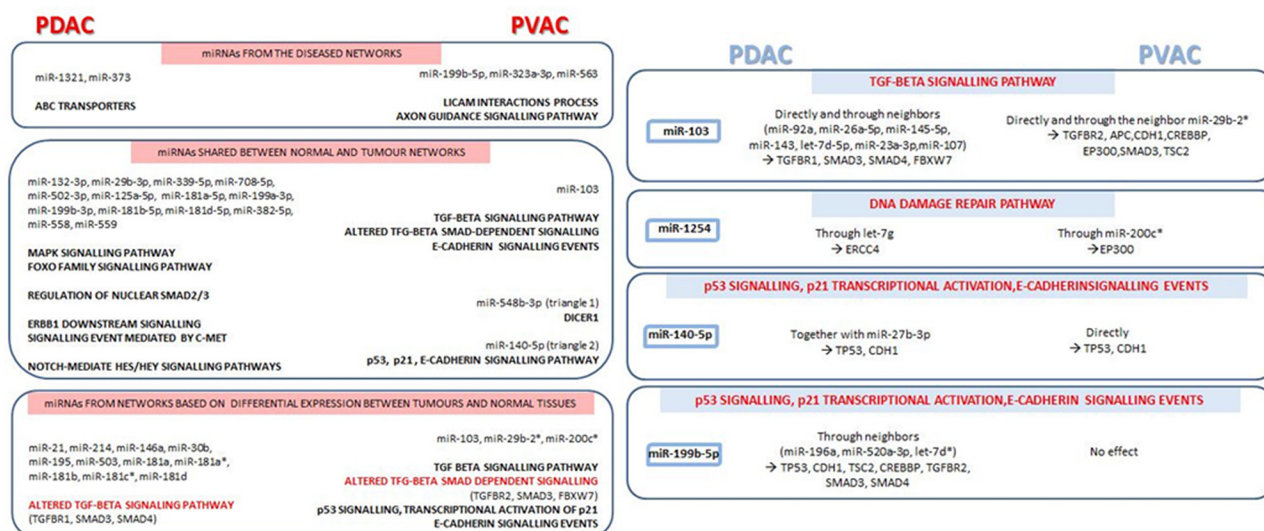 PDAC
PVAC
miRNAs FROM THE DISEASED NETWORKS
miR-1321, miR-373
ABC TRANSPORTERS
miR-199b-5p, miR-323a-3p, miR-563
LICAM INTERACTIONS PROCESS
AXON GUIDANCE SIGNALLING PATHWAY
miRNAs SHARED BETWEEN NORMAL AND TUMOUR NETWORKS
miR-132-3p, miR-29b-3p, miR-339-5p, miR-708-5p,
miR-502-3p, miR-125a-5p, miR-181a-5p, miR-199a-3p,
miR-199b-3p, miR-181b-5p, miR-181d-5p, miR-382-5p,
miR-558, miR-559
MAPK SIGNALLING PATHWAY
FOXO FAMILY SIGNALLING PATHWAY
REGULATION OF NUCLEAR SMAD2/3
ERBB1 DOWNSTREAM SIGNALLING
SIGNALLING EVENT MEDIATED BY C-MET
NOTCH-MEDIATE HES/HEY SIGNALLING PATHWAYS
miR-103
TGF-BETA SIGNALLING PATHWAY
ALTERED TFG-BETA SMAD-DEPENDENT SIGNALLING
E-CADHERIN SIGNALLING EVENTS
miR-548b-3p (triangle 1)
DICER1
miR-140-5p (triangle 2)
p53, p21, E-CADHERIN SIGNALLING PATHWAY
miRNAs FROM NETWORKS BASED ON DIFFERENTIAL EXPRESSION BETWEEN TUMOURS AND NORMAL TISSUES
miR-21, miR-214, miR-146a, miR-30b,
miR-195, miR-503, miR-181a, miR-181a*,
miR-181b, miR-181c*, miR-181d
ALTERED TGF-BETA SIGNALING PATHWAY
(TGFBR1, SMAD3, SMAD4)
miR-103, miR-29b-2*, miR-200c*
TGF BETA SIGNALLING PATHWAY
ALTERED TFG-BETA SMAD DEPENDENT SIGNALLING
(TGFBR2, SMAD3, FBXW7)
p53 SIGNALLING, TRANSCRIPTIONAL ACTIVATION OF p21
E-CADHERIN SIGNALLING EVENTS
PDAC
PVAC
TGF-BETA SIGNALLING PATHWAY
miR-103
Directly and through neighbors
(miR-92a, miR-26a-5p, miR-145-5p,
miR-143, let-7d-5p, miR-23a-3p,miR-107)
→ TGFBR1, SMAD3, SMAD4, FBXW7
Directly and through the neighbor miR-29b-2*
→ TGFBR2, APC,CDH1,CREBBP,
EP300,SMAD3, TSC2
DNA DAMAGE REPAIR PATHWAY
miR-1254
Through let-7g
→ ERCC4
Through miR-200c*
→EP300
p53 SIGNALLING, p21 TRANSCRIPTIONAL ACTIVATION,E-CADHERINSIGNALLING EVENTS
miR-140-5p
Together with miR-27b-3p
→ TP53, CDH1
Directly
→ TP53, CDH1
p53 SIGNALLING, p21 TRANSCRIPTIONAL ACTIVATION,E-CADHERIN SIGNALLING EVENTS
miR-199b-5p
Through neighbors
(miR-196a, miR-520a-3p, let-7d*)
→ TP53, CDH1, TSC2, CREBBP, TGFBR2,
SMAD3, SMAD4
No effect